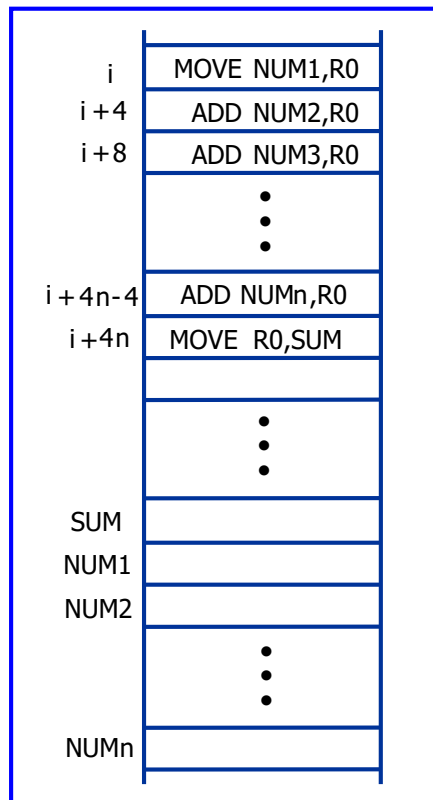 i MOVE NUM1,R0
i+4 ADD NUM2,R0
i+8 ADD NUM3,R0
i+4n-4 ADD NUMn,R0
i+4n MOVE R0,SUM
SUM
NUM1
NUM2
NUMn